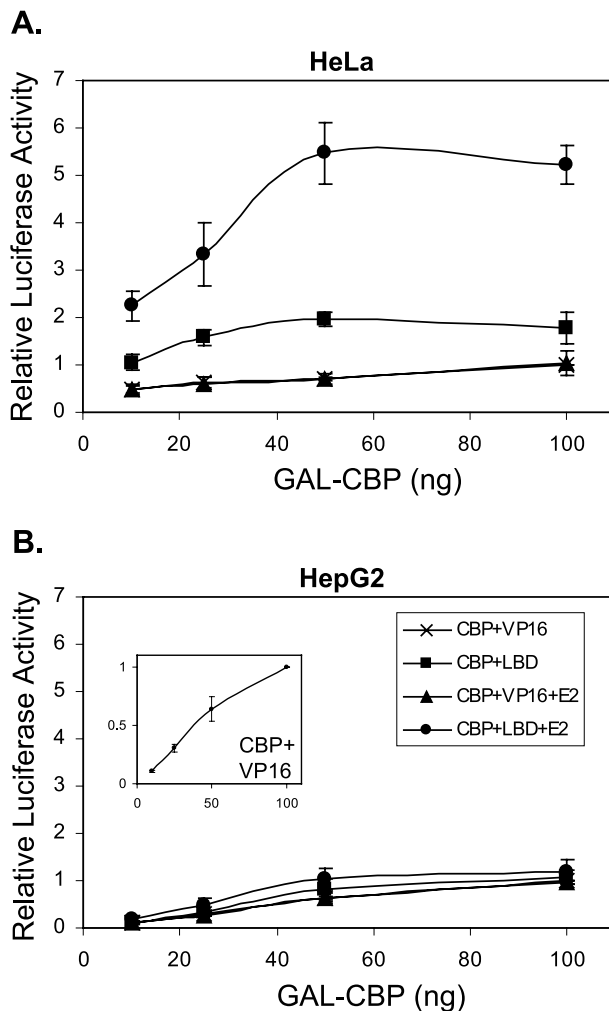 A.
HeLa
Relative Luciferase Activity
7
6
5
4
3
2
1
0
0 20 40 60 80 100
GAL-CBP (ng)
B.
HepG2
Relative Luciferase Activity
7
6
5
4
3
2
1
0
CBP+VP16
CBP+LBD
CBP+VP16+E2
CBP+LBD+E2
1
0.5
0
CBP+
VP16
0 50 100
0 20 40 60 80 100
GAL-CBP (ng)